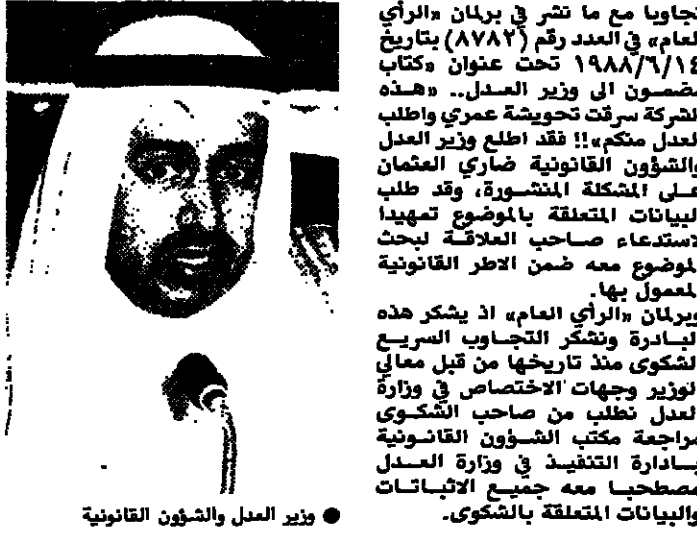 تجاوبا مع ما نشر في برلمان «الرأي
العام» في العدد رقم (٨٧٨٢) بتاريخ
١٩٨٨/٦/١٤ تحت عنوان «كتاب
مضمون الى وزير العدل.. «هذه
الشركة سرقت تحويشة عمري واطلب
العدل منكم»!! فقد اطلع وزير العدل
والشؤون القانونية ضاري العثمان
على المشكلة المنشورة، وقد طلب
البيانات المتعلقة بالموضوع تمهيدا
لاستدعاء صاحب العلاقة لبحث
الموضوع معه ضمن الاطر القانونية
المعمول بها.
وبرلمان «الرأي العام» اذ يشكر هذه
البادرة ونشكر التجاوب السريع
لشكوى منذ تاريخها من قبل معالي
الوزير وجهات الاختصاص في وزارة
العدل نطلب من صاحب الشكوى
مراجعة مكتب الشؤون القانونية
بادارة التنفيذ في وزارة العدل
مصطحبا معه جميع الاثباتات
والبيانات المتعلقة بالشكوى.
● وزير العدل والشؤون القانونية